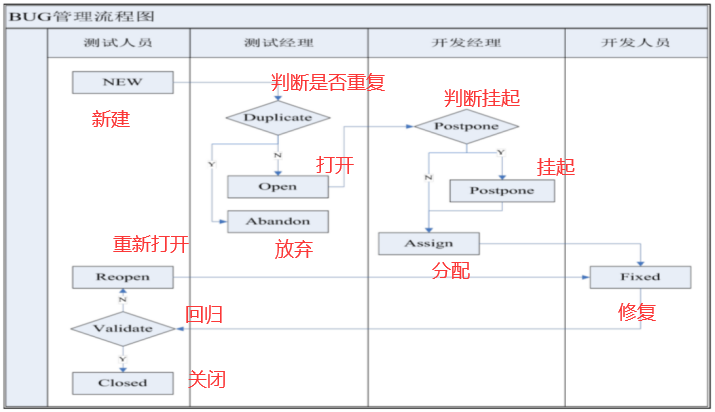 BUG管理流程图
测试人员 测试经理 开发经理 开发人员
NEW
判断是否重复
判断挂起
新建
Duplicate
Postpone
Y
N
打开
Y
挂起
N
Open
Postpone
Abandon
放弃
重新打开
Assign
分配
Reopen
Fixed
N
回归
修复
Validate
Y
Closed
关闭